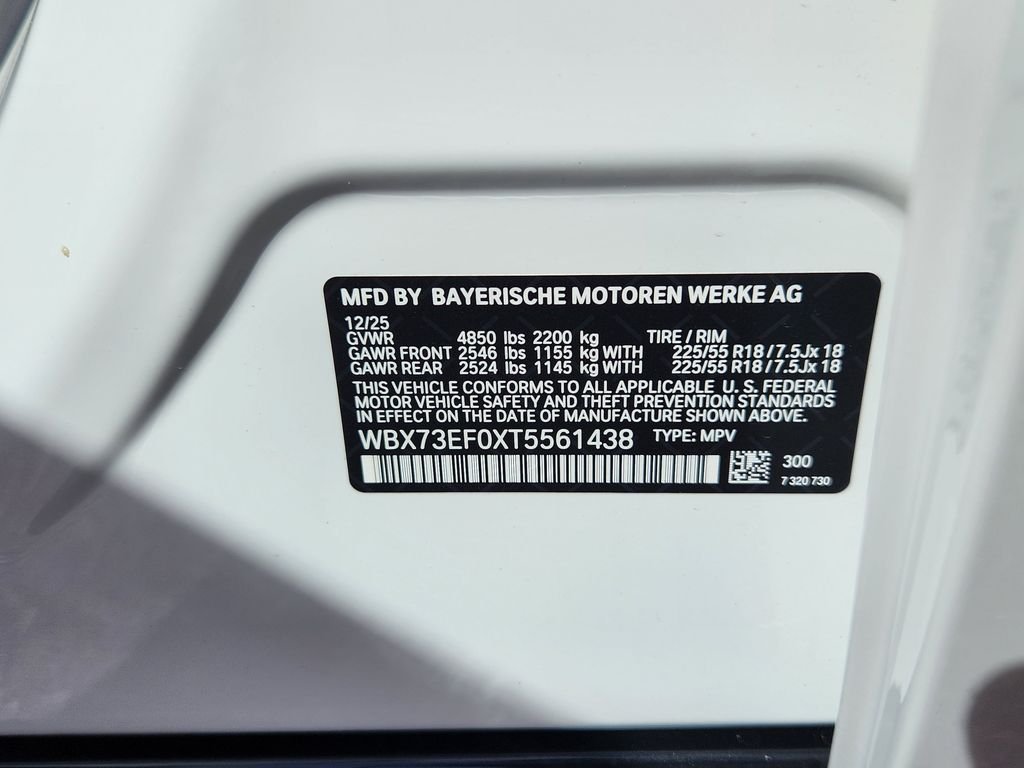 MFD BY BAYERISCHE MOTOREN WERKE AG
12/25
GVWR 4850 lbs 2200 kg TIRE / RIM
GAWR FRONT 2546 lbs 1155 kg WITH 225/55 R18 / 7.5Jx 18
GAWR REAR 2524 lbs 1145 kg WITH 225/55 R18 / 7.5Jx 18
THIS VEHICLE CONFORMS TO ALL APPLICABLE U. S. FEDERAL
MOTOR VEHICLE SAFETY AND THEFT PREVENTION STANDARDS
IN EFFECT ON THE DATE OF MANUFACTURE SHOWN ABOVE.
WBX73EF0XT5561438 TYPE: MPV
300
7 320 730